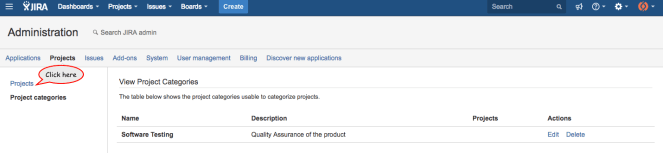 JIRA Dashboards Projects Issues Boards Create Search
Administration Search JIRA admin
Applications Projects Issues Add-ons System User management Billing Discover new applications
Click here
Projects
Project categories
View Project Categories
The table below shows the project categories usable to categorize projects.
Name Description Projects Actions
Software Testing Quality Assurance of the product Edit Delete